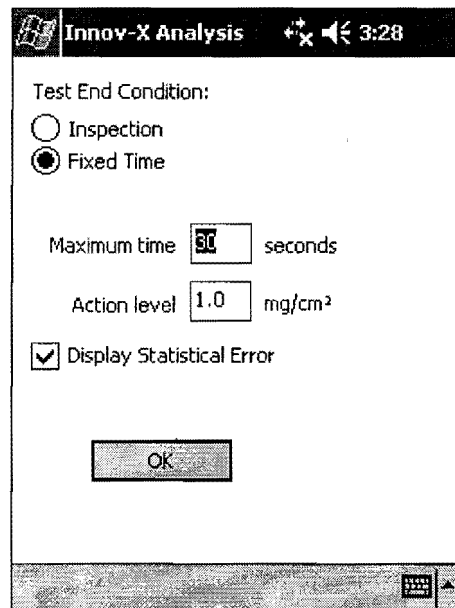 Innov-X Analysis 3:28
Test End Condition:
Inspection
Fixed Time
Maximum time 30 seconds
Action level 1.0 mg/cm²
Display Statistical Error
OK